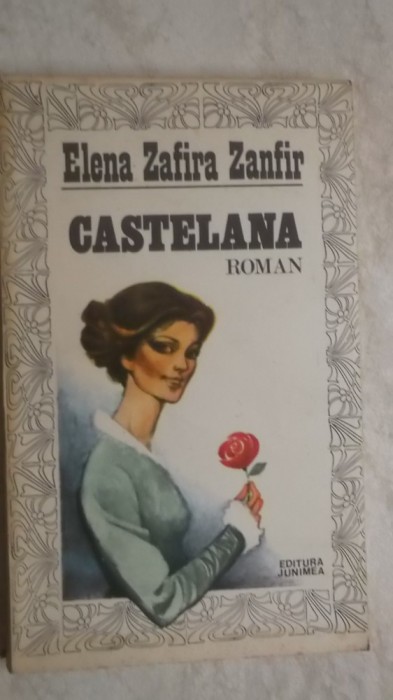 Elena Zafira Zanfir
CASTELANA
ROMAN
EDITURA
JUNIMEA